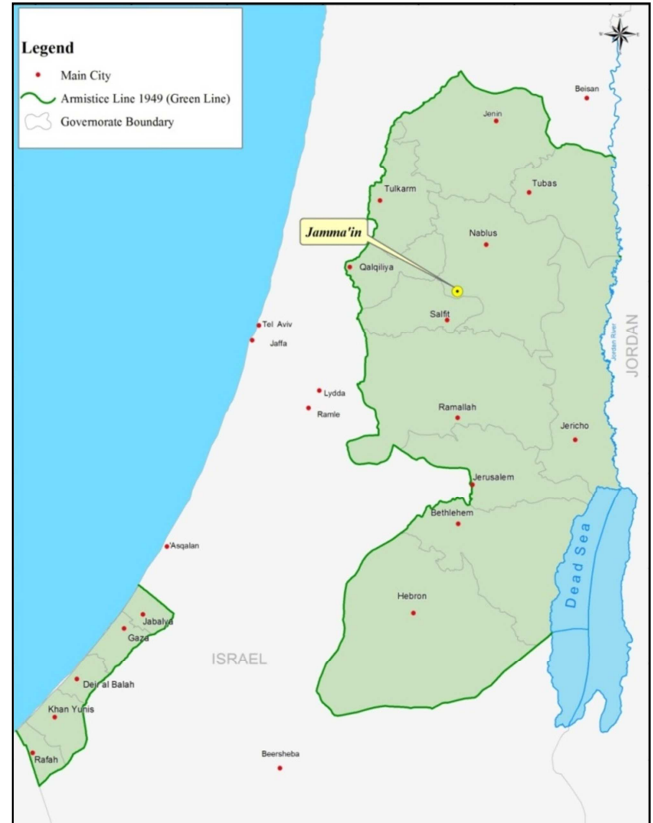 Legend
Main City
Armistice Line 1949 (Green Line)
Governorate Boundary
Beisan
Jenin
Tubas
Tulkarm
Jamma'in
Nablus
Qalqiliya
Salfit
Tel Aviv
Jaffa
Jordan River
JORDAN
Lydda
Ramle
Ramallah
Jericho
Jerusalem
Bethlehem
'Asqalan
Dead Sea
Hebron
Jabalya
Gaza
ISRAEL
Deir al Balah
Khan Yunis
Rafah
Beersheba